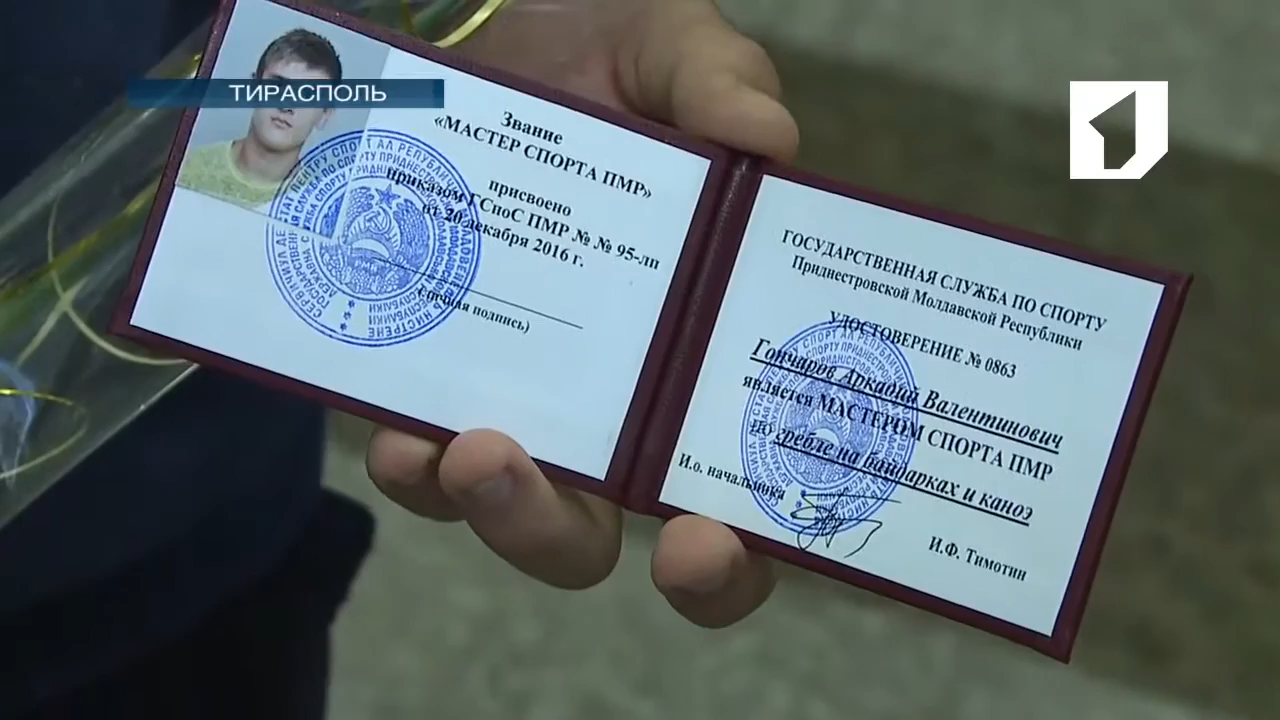 ТИРАСПОЛЬ
Звание
«МАСТЕР СПОРТА ПМР»
присвоено
приказом ГСпоС ПМР № № 95-лп
от 20 декабря 2016 г.
(личная подпись)
ГОСУДАРСТВЕННАЯ СЛУЖБА ПО СПОРТУ
Приднестровской Молдавской Республики
УДОСТОВЕРЕНИЕ № 0863
Гончаров Аркадий Валентинович
является МАСТЕРОМ СПОРТА ПМР
по гребле на байдарках и каноэ
И.о. начальника
И.Ф. Тимотин